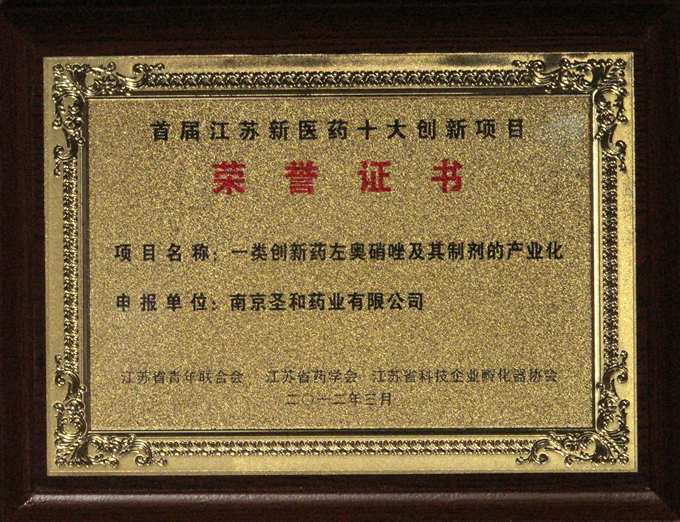 首届江苏新医药十大创新项目
荣誉证书
项目名称：一类创新药左奥硝唑及其制剂的产业化
申报单位：南京圣和药业有限公司
江苏省青年联合会 江苏省药学会 江苏省科技企业孵化器协会
二〇一二年三月